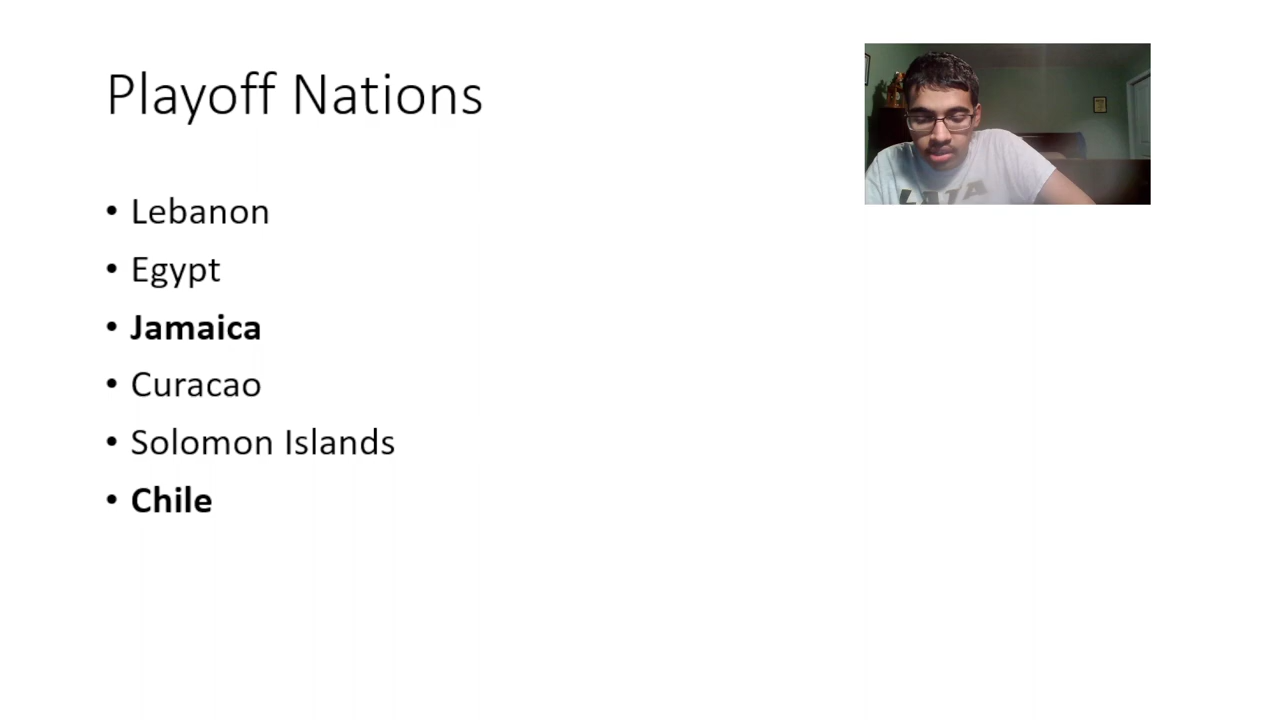 Playoff Nations
• Lebanon
• Egypt
• Jamaica
• Curacao
• Solomon Islands
• Chile